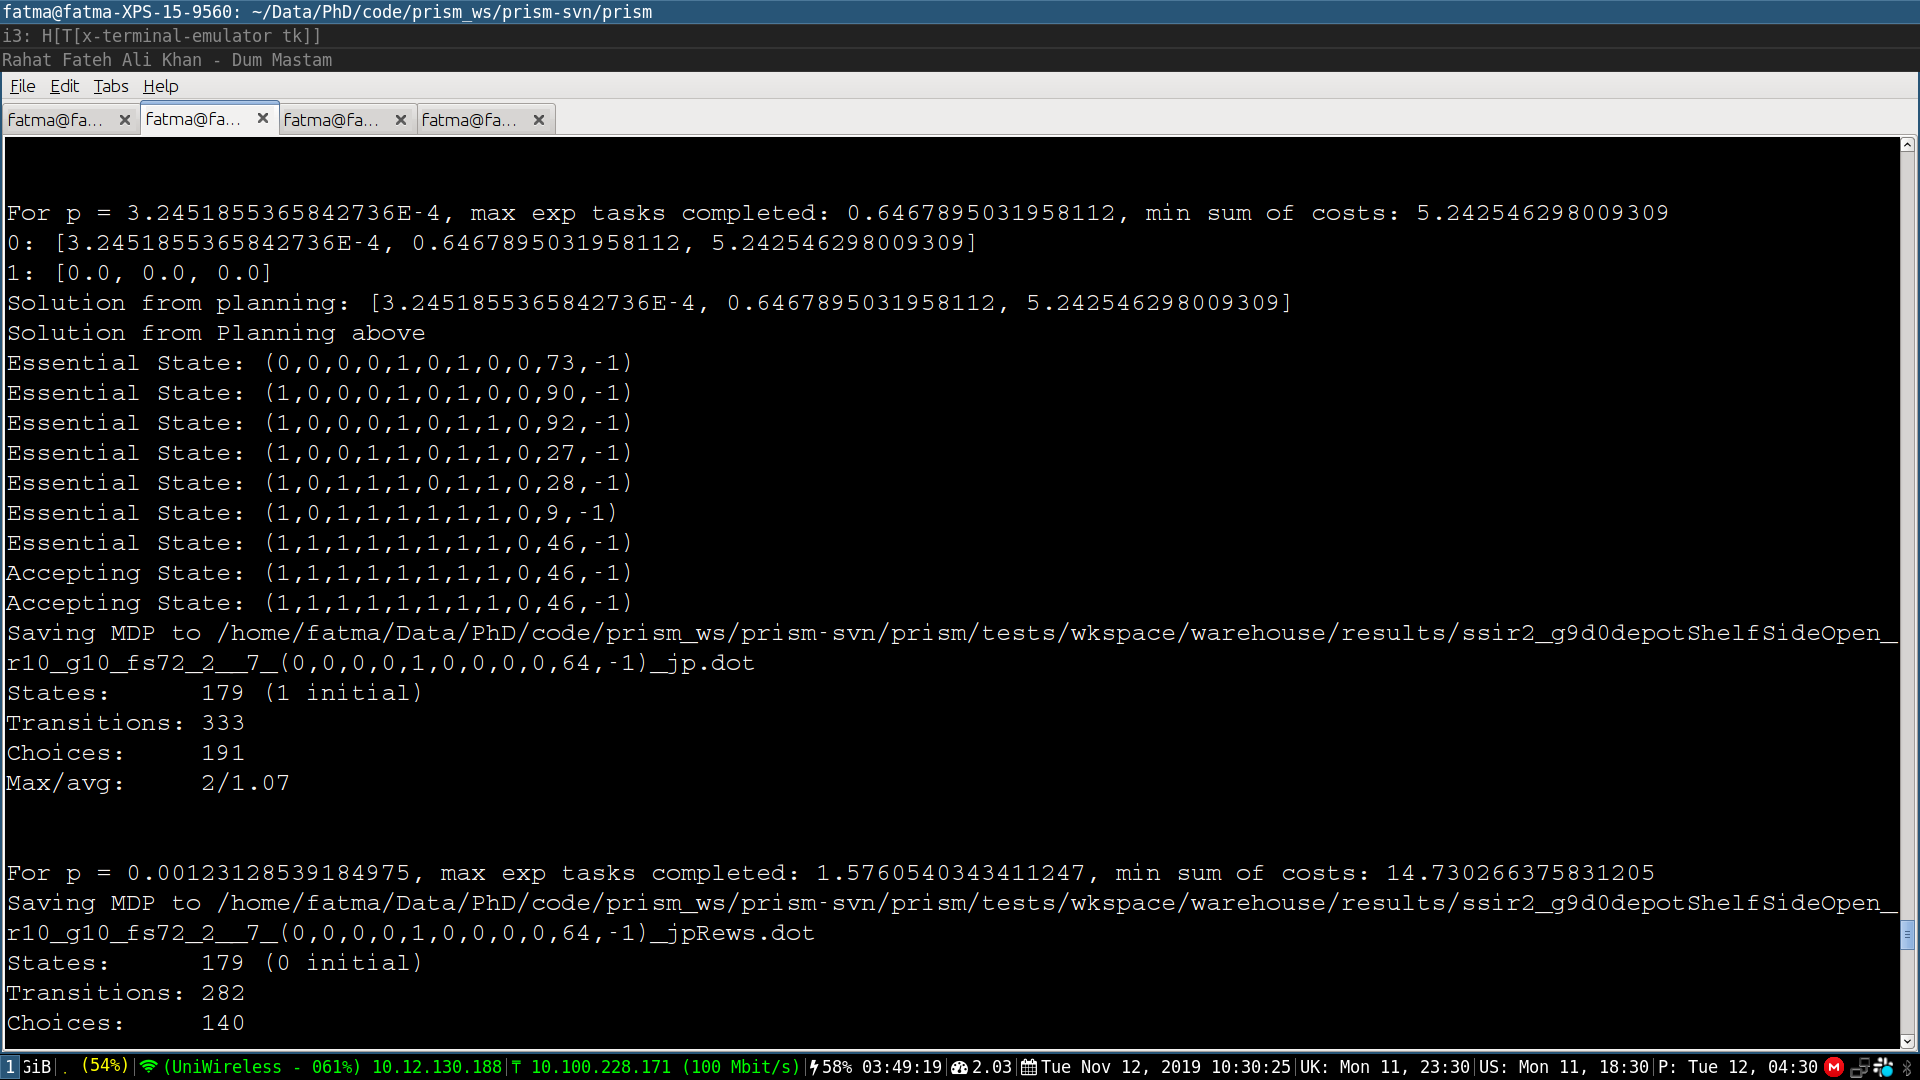 fatma@fatma-XPS-15-9560: ~/Data/PhD/code/prism_ws/prism-svn/prism
i3: H[T[x-terminal-emulator tk]]
Rahat Fateh Ali Khan - Dum Mastam
File Edit Tabs Help
fatma@fa... fatma@fa... fatma@fa... fatma@fa...
For p = 3.2451855365842736E-4, max exp tasks completed: 0.6467895031958112, min sum of costs: 5.242546298009309
0: [3.2451855365842736E-4, 0.6467895031958112, 5.242546298009309]
1: [0.0, 0.0, 0.0]
Solution from planning: [3.2451855365842736E-4, 0.6467895031958112, 5.242546298009309]
Solution from Planning above
Essential State: (0,0,0,0,1,0,1,0,0,73,-1)
Essential State: (1,0,0,0,1,0,1,0,0,90,-1)
Essential State: (1,0,0,0,1,0,1,1,0,92,-1)
Essential State: (1,0,0,1,1,0,1,1,0,27,-1)
Essential State: (1,0,1,1,1,0,1,1,0,28,-1)
Essential State: (1,0,1,1,1,1,1,1,0,9,-1)
Essential State: (1,1,1,1,1,1,1,1,0,46,-1)
Accepting State: (1,1,1,1,1,1,1,1,0,46,-1)
Accepting State: (1,1,1,1,1,1,1,1,0,46,-1)
Saving MDP to /home/fatma/Data/PhD/code/prism_ws/prism-svn/prism/tests/wkspace/warehouse/results/ssir2_g9d0depotShelfSideOpen_
r10_g10_fs72_2__7_(0,0,0,0,1,0,0,0,0,64,-1)_jp.dot
States: 179 (1 initial)
Transitions: 333
Choices: 191
Max/avg: 2/1.07
For p = 0.00123128539184975, max exp tasks completed: 1.5760540343411247, min sum of costs: 14.730266375831205
Saving MDP to /home/fatma/Data/PhD/code/prism_ws/prism-svn/prism/tests/wkspace/warehouse/results/ssir2_g9d0depotShelfSideOpen_
r10_g10_fs72_2__7_(0,0,0,0,1,0,0,0,0,64,-1)_jpRews.dot
States: 179 (0 initial)
Transitions: 282
Choices: 140
1 GiB . (54%) (UniWireless - 061%) 10.12.130.188 10.100.228.171 (100 Mbit/s) 58% 03:49:19 2.03 Tue Nov 12, 2019 10:30:25 UK: Mon 11, 23:30 US: Mon 11, 18:30 P: Tue 12, 04:30